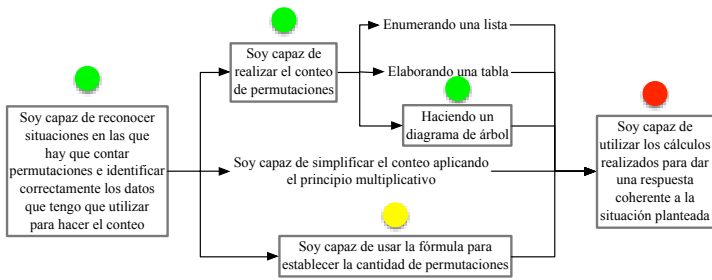 Soy capaz de reconocer
situaciones en las que
hay que contar
permutaciones e identificar
correctamente los datos
que tengo que utilizar
para hacer el conteo
Soy capaz de
realizar el conteo
de permutaciones
Enumerando una lista
Elaborando una tabla
Haciendo un
diagrama de árbol
Soy capaz de simplificar el conteo aplicando
el principio multiplicativo
Soy capaz de usar la fórmula para
establecer la cantidad de permutaciones
Soy capaz de
utilizar los cálculos
realizados para dar
una respuesta
coherente a la
situación planteada